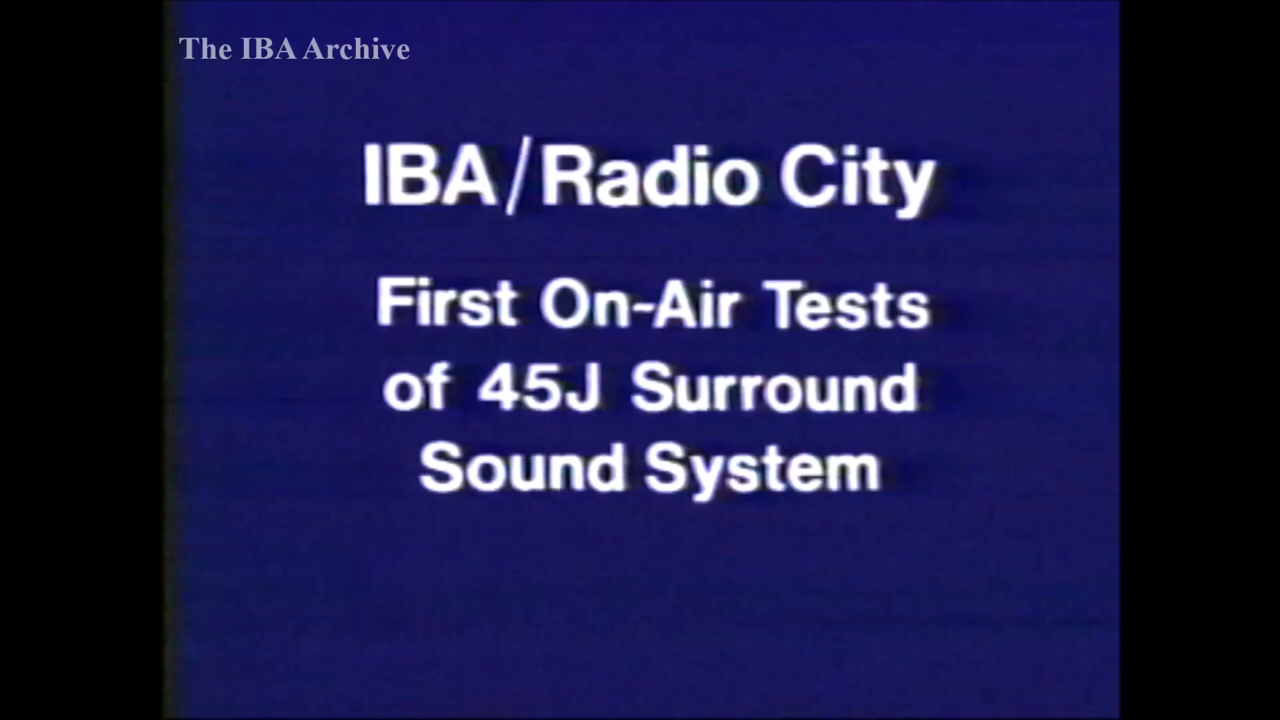 The IBA Archive
IBA/Radio City
First On-Air Tests
of 45J Surround
Sound System